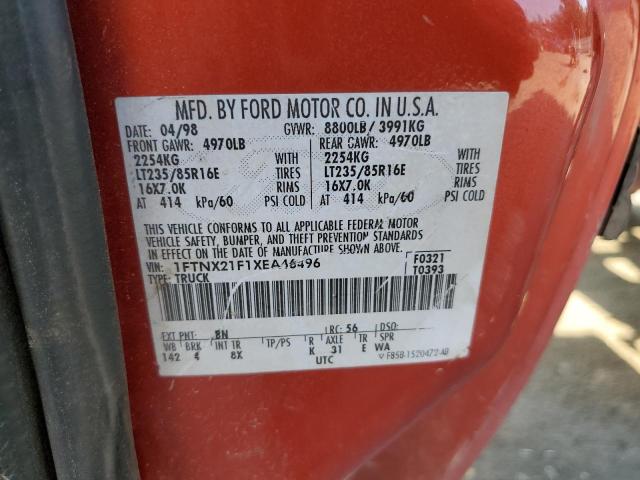 MFD. BY FORD MOTOR CO. IN U.S.A.
DATE: 04/98 GVWR: 8800LB/ 3991KG
FRONT GAWR: 4970LB REAR GAWR: 4970LB
2254KG WITH 2254KG WITH
LT235/85R16E TIRES LT235/85R16E TIRES
16X7.0K RIMS 16X7.0K RIMS
AT 414 kPa/60 PSI COLD AT 414 kPa/60 PSI COLD
THIS VEHICLE CONFORMS TO ALL APPLICABLE FEDERAL MOTOR
VEHICLE SAFETY, BUMPER, AND THEFT PREVENTION STANDARDS
IN EFFECT ON THE DATE OF MANUFACTURE SHOWN ABOVE.
VIN: 1FTNX21F1XEA46496 F0321
TYPE: TRUCK T0393
EXT PNT: BN RC: 56 DSO:
WB BRK INT TR TP/PS R AXLE TR SPR
142 4 8X K 31 E WA
UTC F85B-1520472-AB